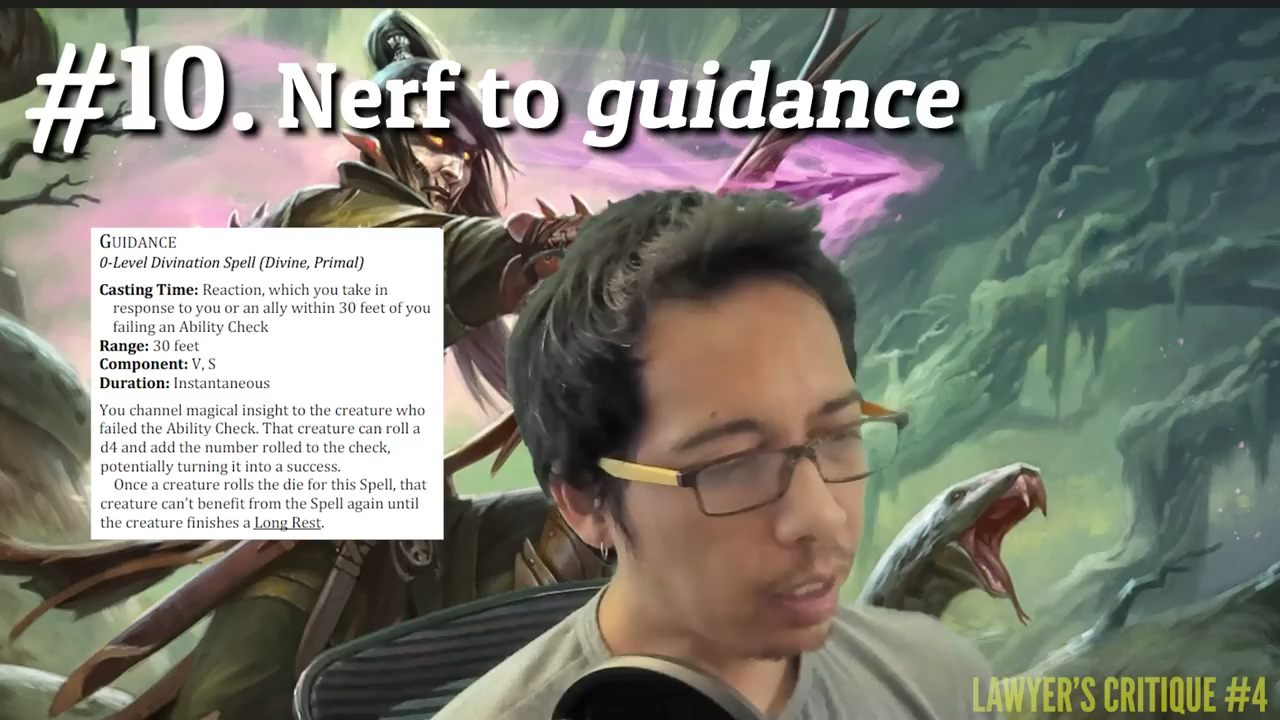 #10. Nerf to guidance
GUIDANCE
0-Level Divination Spell (Divine, Primal)
Casting Time: Reaction, which you take in
response to you or an ally within 30 feet of you
failing an Ability Check
Range: 30 feet
Component: V, S
Duration: Instantaneous
You channel magical insight to the creature who
failed the Ability Check. That creature can roll a
d4 and add the number rolled to the check,
potentially turning it into a success.
Once a creature rolls the die for this Spell, that
creature can’t benefit from the Spell again until
the creature finishes a Long Rest.
LAWYER'S CRITIQUE #4